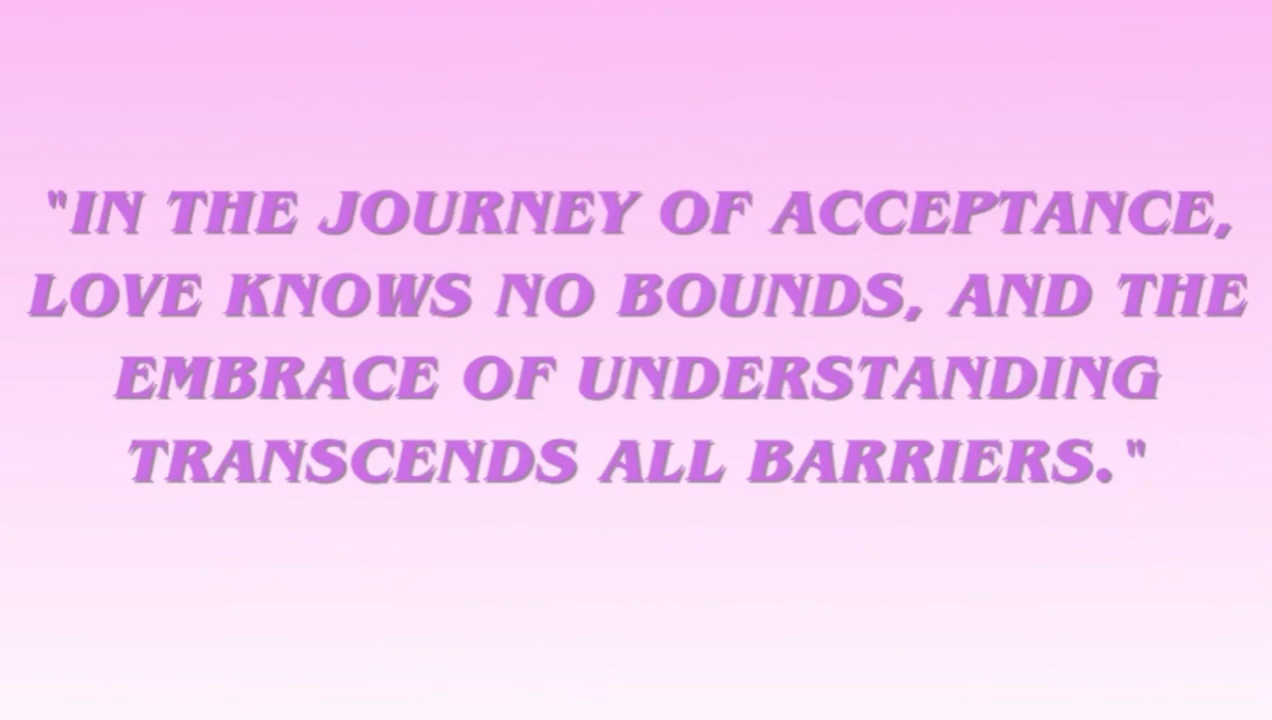 "IN THE JOURNEY OF ACCEPTANCE,
LOVE KNOWS NO BOUNDS, AND THE
EMBRACE OF UNDERSTANDING
TRANSCENDS ALL BARRIERS."